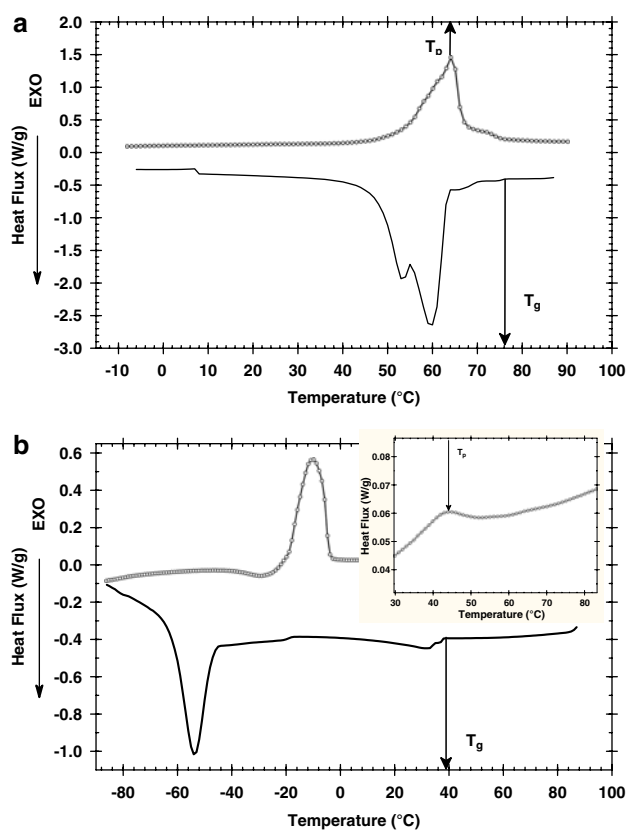 a
2.0
1.5
1.0
0.5
0.0
-0.5
-1.0
-1.5
-2.0
-2.5
-3.0
EXO
Heat Flux (W/g)
Tp
Tg
-10 0 10 20 30 40 50 60 70 80 90 100
Temperature (°C)
b
0.6
0.4
0.2
0.0
-0.2
-0.4
-0.6
-0.8
-1.0
EXO
Heat Flux (W/g)
0.08
0.07
0.06
0.05
0.04
Heat Flux (W/g)
Tp
30 40 50 60 70 80
Temperature (°C)
Tg
-80 -60 -40 -20 0 20 40 60 80 100
Temperature (°C)